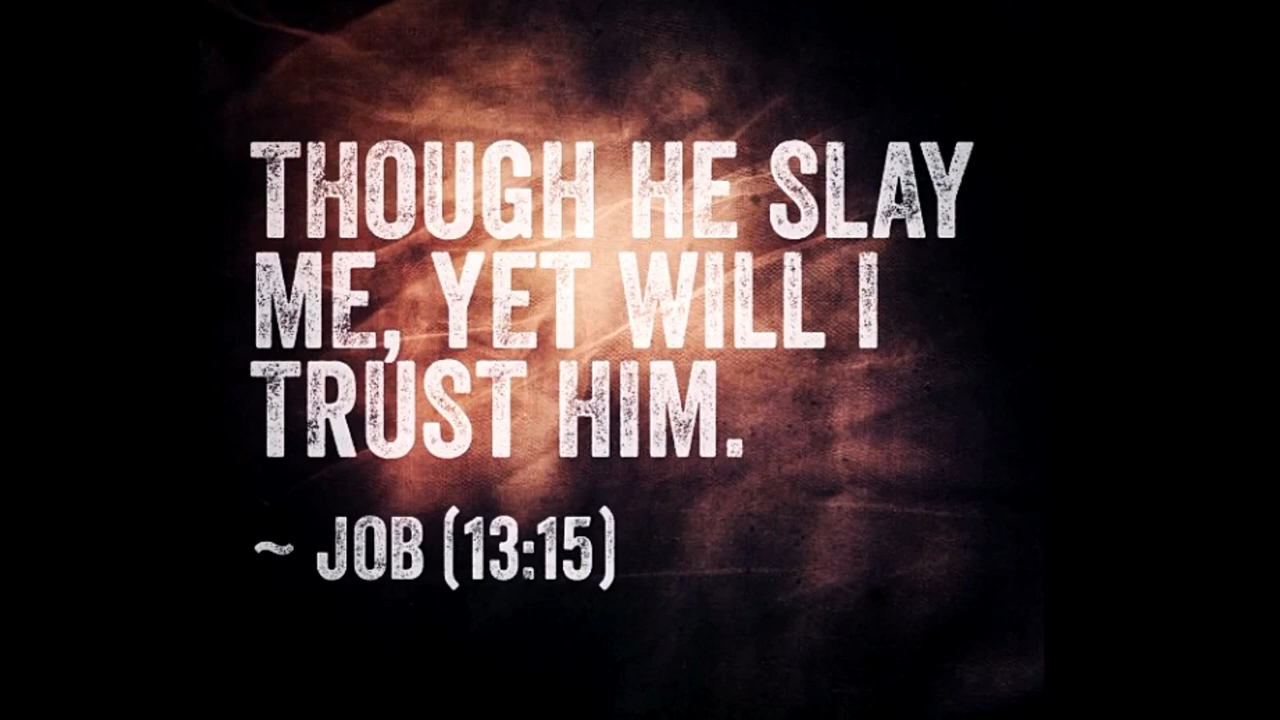 THOUGH HE SLAY
ME, YET WILL I
TRUST HIM.
~ JOB (13:15)